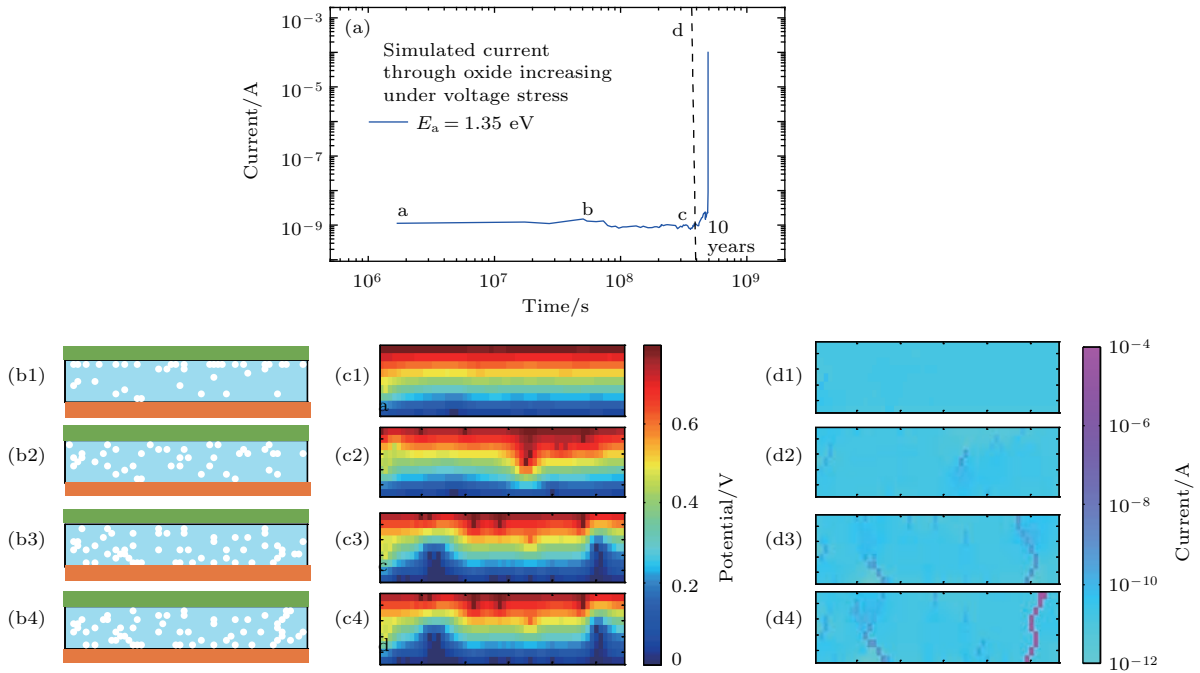 10⁻³
(a)
d
Simulated current
through oxide increasing
under voltage stress
Eₐ = 1.35 eV
10⁻⁵
10⁻⁷
10⁻⁹
Current/A
a
b
c
10
years
10⁶
10⁷
10⁸
10⁹
Time/s
(b1)
(c1)
a
(d1)
(b2)
(c2)
(d2)
(b3)
(c3)
c
(d3)
(b4)
(c4)
d
(d4)
0.6
0.4
0.2
0
Potential/V
10⁻⁴
10⁻⁶
10⁻⁸
10⁻¹⁰
10⁻¹²
Current/A